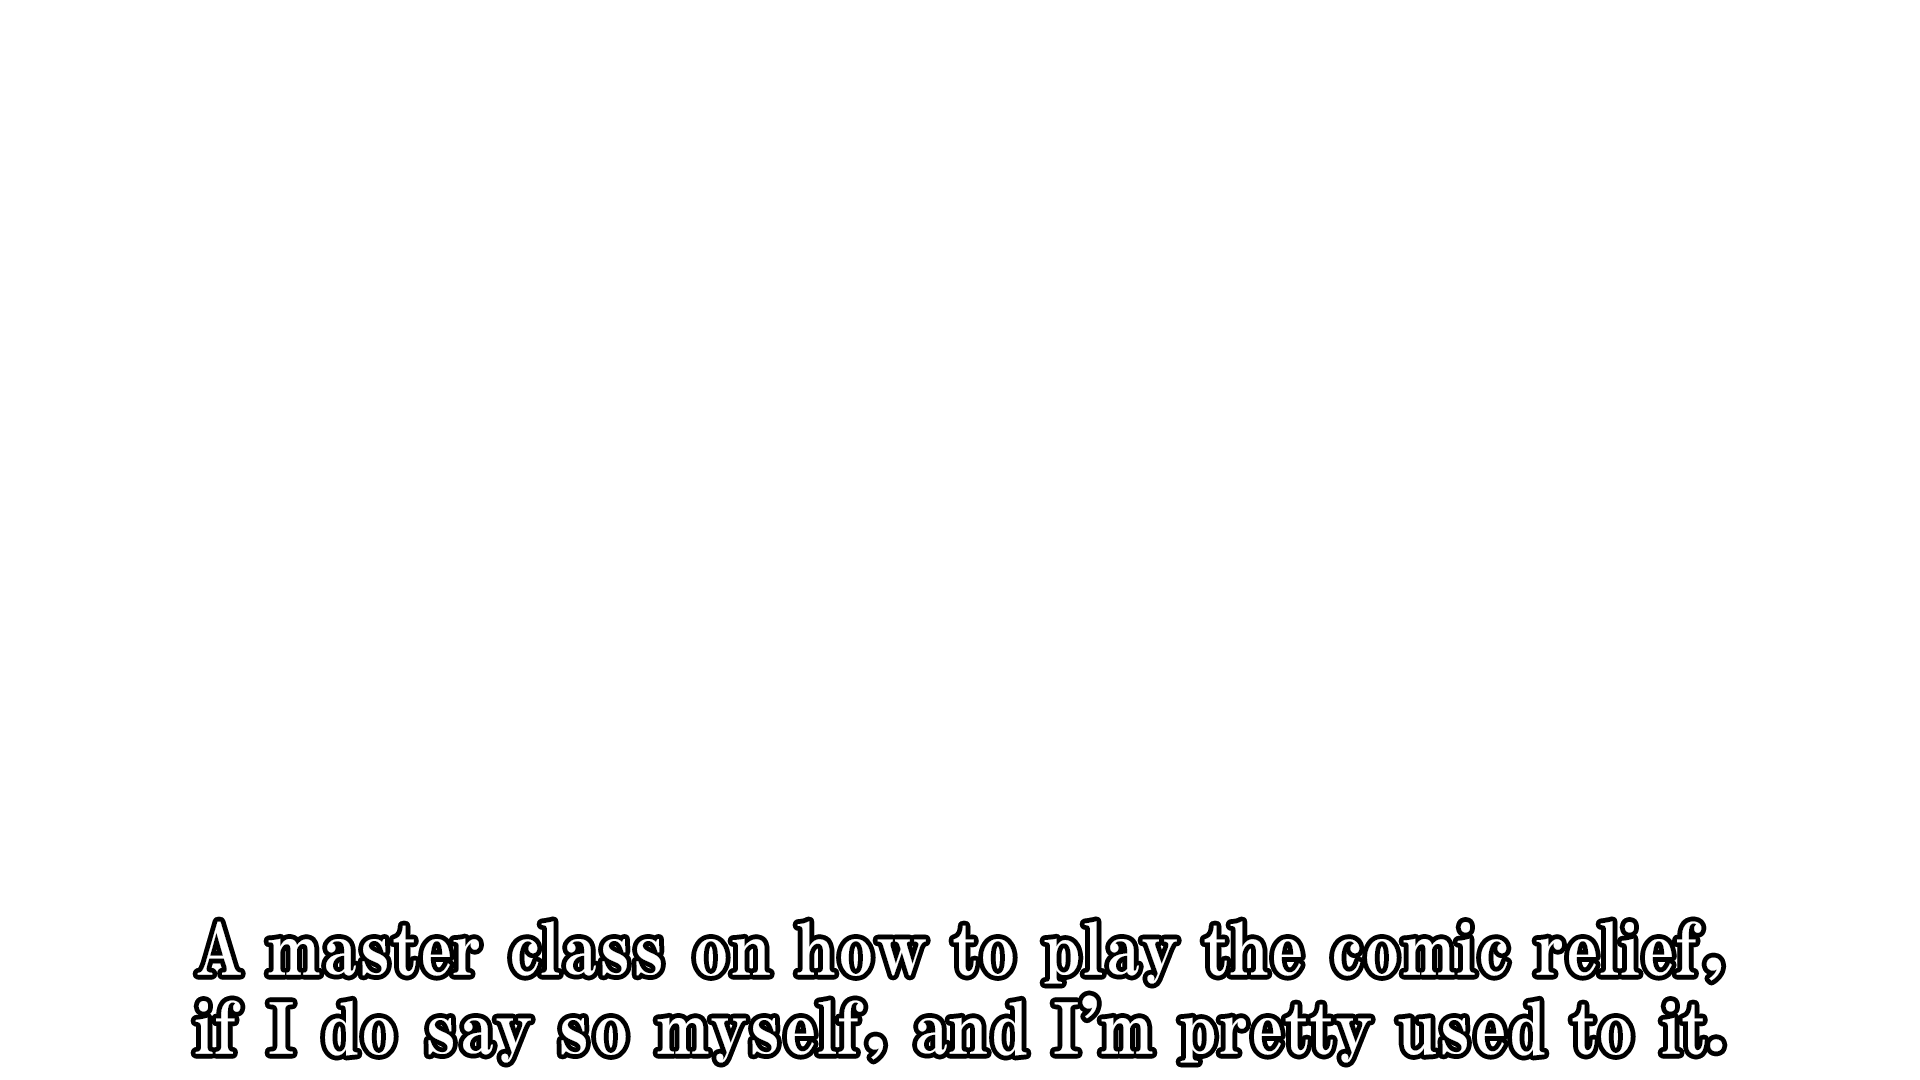 A master class on how to play the comic relief,
if I do say so myself, and I’m pretty used to it.